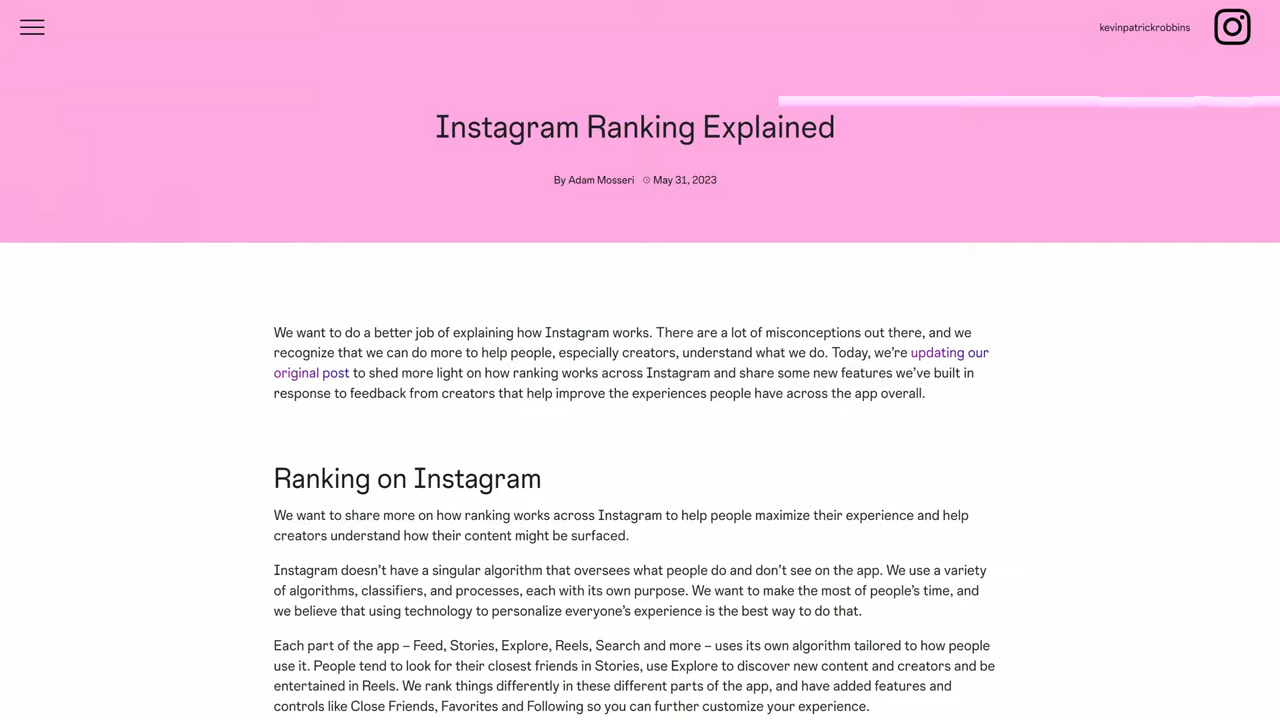 kevinpatrickrobbins
Instagram Ranking Explained
By Adam Mosseri May 31, 2023
We want to do a better job of explaining how Instagram works. There are a lot of misconceptions out there, and we
recognize that we can do more to help people, especially creators, understand what we do. Today, we’re updating our
original post to shed more light on how ranking works across Instagram and share some new features we’ve built in
response to feedback from creators that help improve the experiences people have across the app overall.
Ranking on Instagram
We want to share more on how ranking works across Instagram to help people maximize their experience and help
creators understand how their content might be surfaced.
Instagram doesn’t have a singular algorithm that oversees what people do and don’t see on the app. We use a variety
of algorithms, classifiers, and processes, each with its own purpose. We want to make the most of people’s time, and
we believe that using technology to personalize everyone’s experience is the best way to do that.
Each part of the app – Feed, Stories, Explore, Reels, Search and more – uses its own algorithm tailored to how people
use it. People tend to look for their closest friends in Stories, use Explore to discover new content and creators and be
entertained in Reels. We rank things differently in these different parts of the app, and have added features and
controls like Close Friends, Favorites and Following so you can further customize your experience.